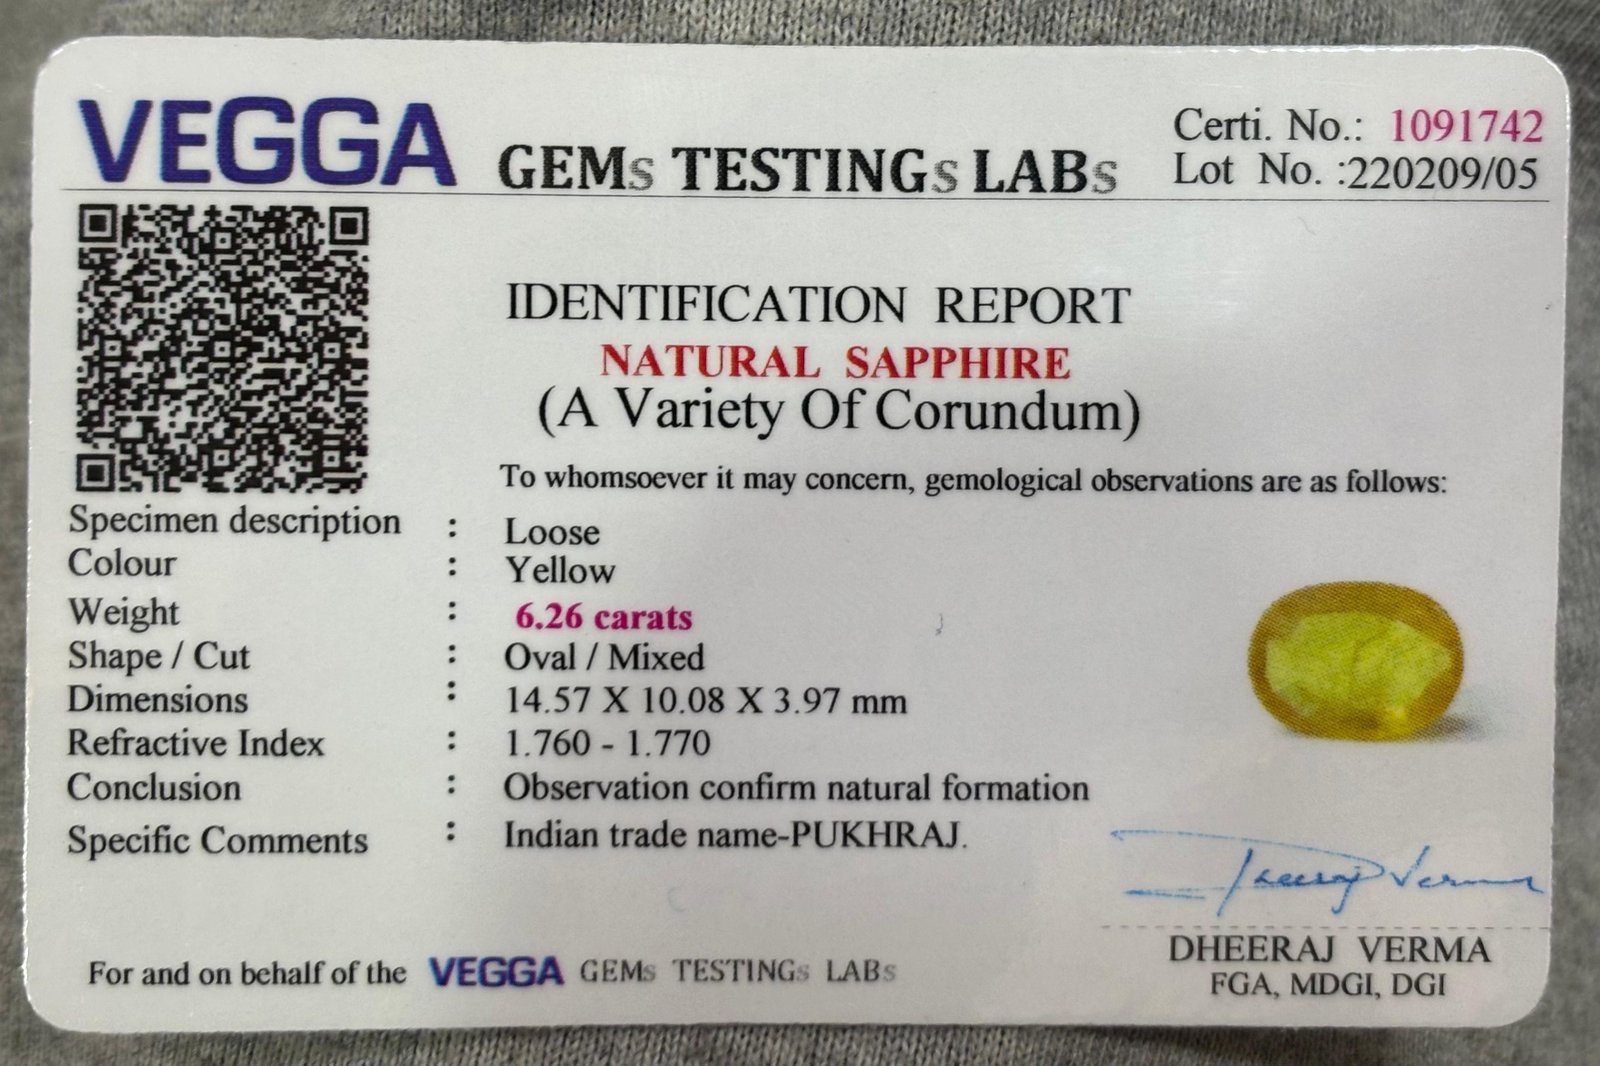 VEGGA GEMs TESTINGs LABs
Certi. No.: 1091742
Lot No. :220209/05
IDENTIFICATION REPORT
NATURAL SAPPHIRE
(A Variety Of Corundum)
To whomsoever it may concern, gemological observations are as follows:
Specimen description : Loose
Colour : Yellow
Weight : 6.26 carats
Shape / Cut : Oval / Mixed
Dimensions : 14.57 X 10.08 X 3.97 mm
Refractive Index : 1.760 - 1.770
Conclusion : Observation confirm natural formation
Specific Comments : Indian trade name-PUKHRAJ.
Dheeraj Verma
DHEERAJ VERMA
FGA, MDGI, DGI
For and on behalf of the VEGGA GEMs TESTINGs LABs